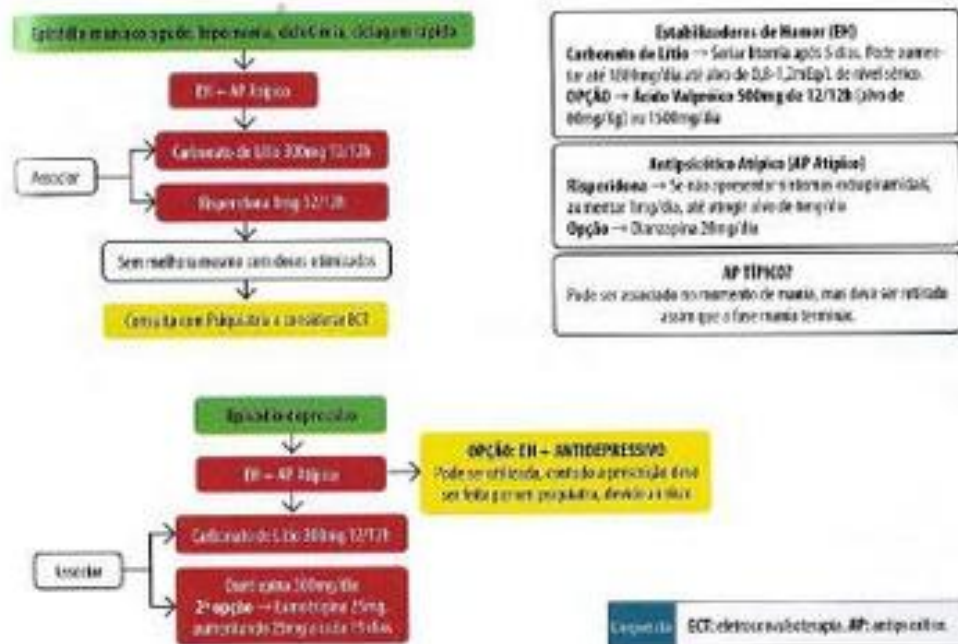 Episódio maníaco agudo, hipomania, ciclotimia, ciclagem rápida
EH + AP Atípico
Associar
Carbonato de Lítio 300mg 12/12h
Risperidona 1mg 12/12h
Sem melhora mesmo com doses otimizadas
Consulta com Psiquiatria e considerar ECT
Estabilizadores de Humor (EH)
Carbonato de Lítio → Seriar litemia após 5 dias. Pode aumen-
tar até 1800mg/dia até alvo de 0,8-1,2mEq/L de nível sérico.
OPÇÃO → Ácido Valpróico 500mg de 12/12h (alvo de
60mg/Kg) ou 1500mg/dia
Antipsicótico Atípico (AP Atípico)
Risperidona → Se não apresentar sintomas extrapiramidais,
aumentar 1mg/dia, até atingir alvo de 6mg/dia
Opção → Olanzapina 20mg/dia
AP TÍPICO?
Pode ser associado no momento de mania, mas deve ser retirado
assim que a fase mania terminar.
Episódio depressivo
EH + AP Atípico
OPÇÃO: EH + ANTIDEPRESSIVO
Pode ser utilizada, contudo a prescrição deve
ser feita por um psiquiatra, devido ao risco
Associar
Carbonato de Lítio 300mg 12/12h
Quetiapina 300mg/dia
2ª opção → Lamotrigina 25mg,
aumentando 25mg a cada 15 dias
Legenda
ECT: eletroconvulsoterapia. AP: antipsicótico.